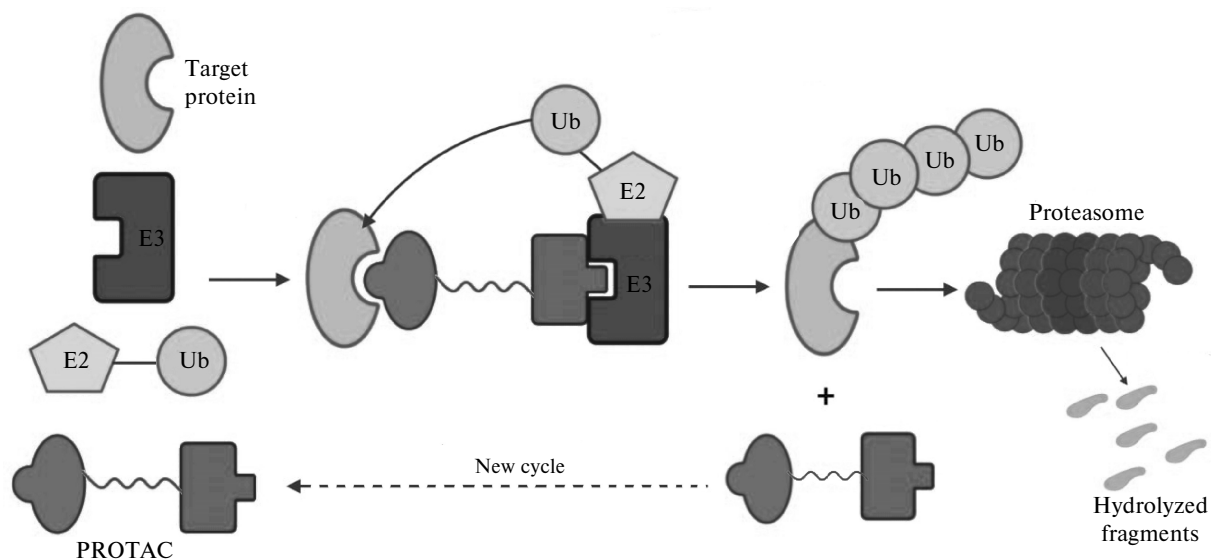 Target
protein
E3
E2
Ub
PROTAC
Ub
E2
E3
New cycle
Ub
Ub
Ub
Ub
+
Proteasome
Hydrolyzed
fragments